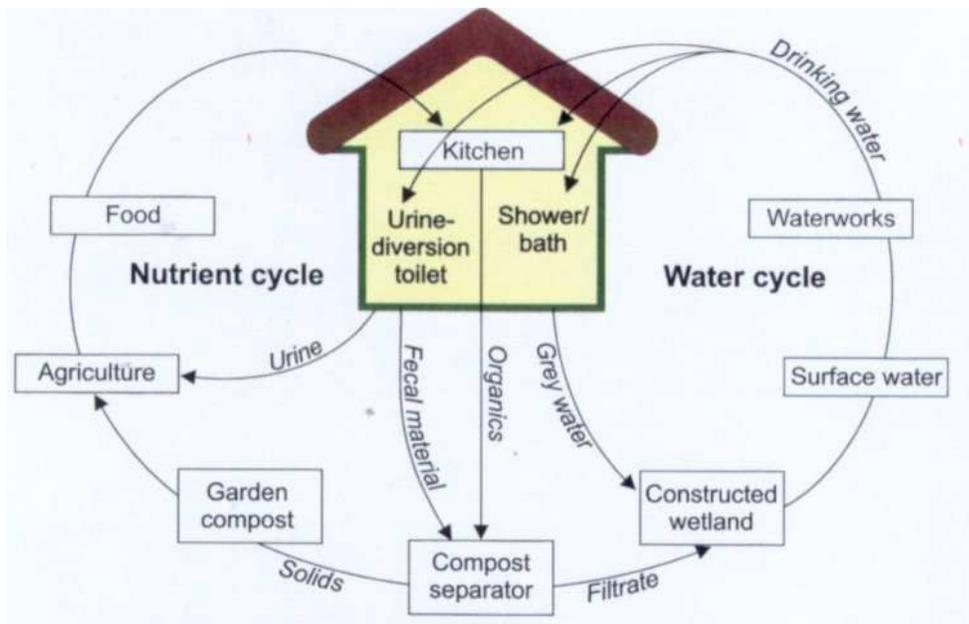 Drinking water
Kitchen
Food
Urine-
diversion
toilet
Shower/
bath
Waterworks
Nutrient cycle
Water cycle
Urine
Fecal material
Organics
Grey water
Agriculture
Surface water
Garden
compost
Constructed
wetland
Compost
separator
Solids
Filtrate